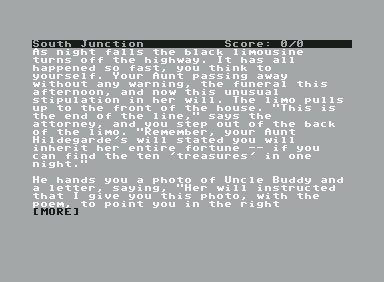 South Junction Score: 0/0
As night falls the black limousine
turns off the highway. It has all
happened so fast, you think to
yourself. Your Aunt passing away
without any warning, the funeral this
afternoon, and now this unusual
stipulation in her will. The limo pulls
up to the front of the house. "This is
the end of the line," says the
attorney, and you step out of the back
of the limo. "Remember, your Aunt
Hildegarde's will stated you will
inherit her entire fortune -- if you
can find the ten 'treasures' in one
night."
He hands you a photo of Uncle Buddy and
a letter, saying, "Her will instructed
that I give you this photo, with the
poem, to point you in the right
[MORE]